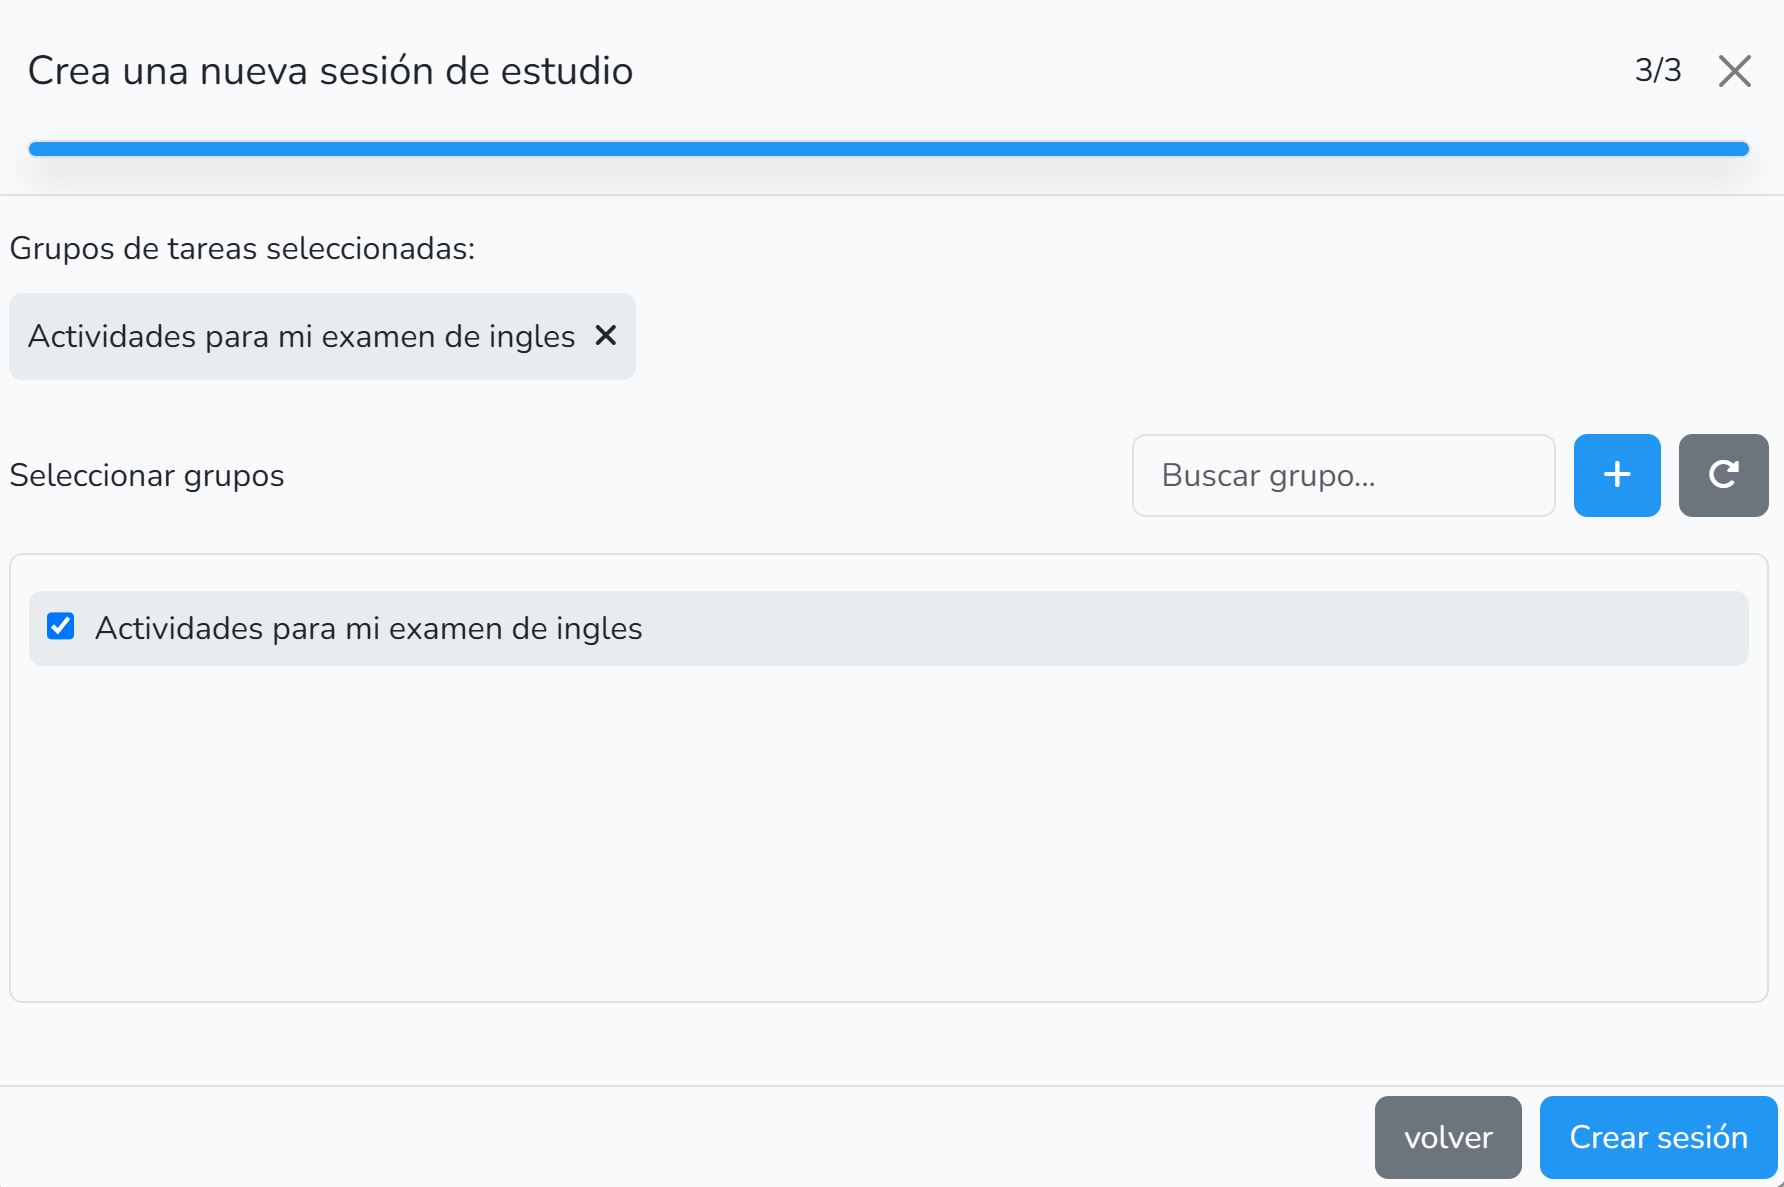 Crea una nueva sesión de estudio
3/3
Grupos de tareas seleccionadas:
Actividades para mi examen de ingles
Seleccionar grupos
Buscar grupo...
Actividades para mi examen de ingles
volver
Crear sesión